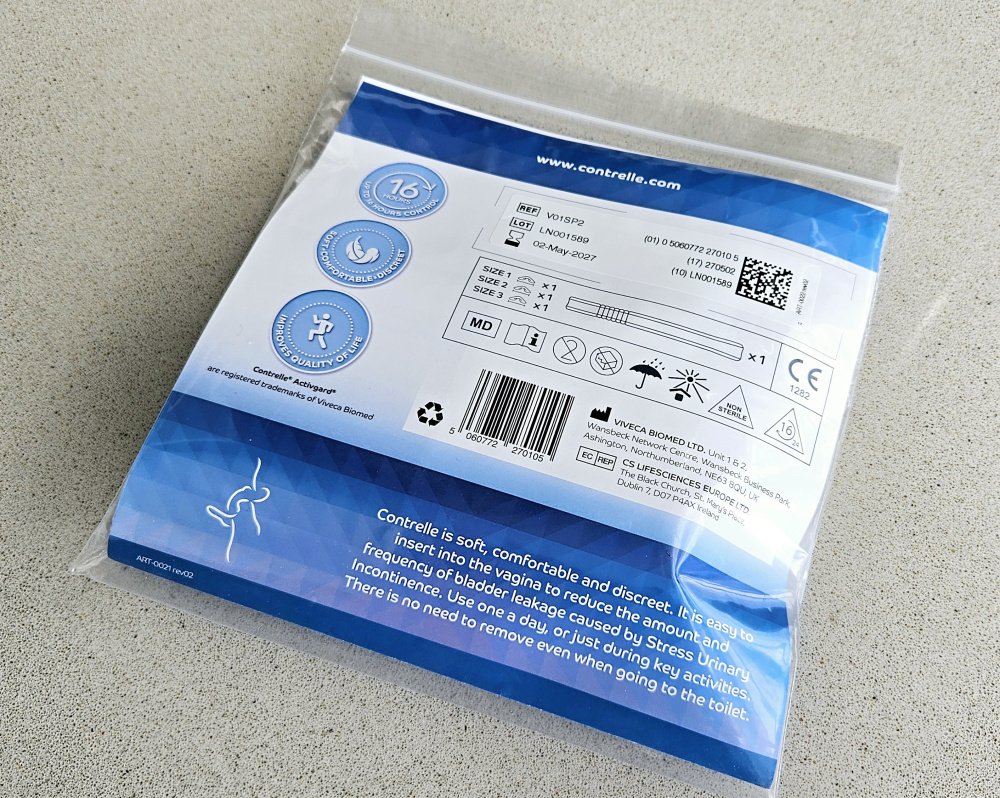 www.contrelle.com
16
HOURS
UP TO 16 HOURS CONTROL
SOFT•COMFORTABLE•DISCREET
IMPROVES QUALITY OF LIFE
Contrelle® Activgard®
are registered trademarks of Viveca Biomed
REF V01SP2
LOT LN001589
02-May-2027
(01) 0 5060772 27010 5
(17) 270502
(10) LN001589
SIZE 1 x1
SIZE 2 x1
SIZE 3 x1
x1
MD
i
CE
1282
NON
STERILE
16
5 060772 270105
VIVECA BIOMED LTD. Unit 1 & 2,
Wansbeck Network Centre, Wansbeck Business Park,
Ashington, Northumberland, NE63 8QU, UK
EC REP CS LIFESCIENCES EUROPE LTD
The Black Church, St. Mary's Place,
Dublin 7, D07 P4AX Ireland
Contrelle is soft, comfortable and discreet. It is easy to
insert into the vagina to reduce the amount and
frequency of bladder leakage caused by Stress Urinary
Incontinence. Use one a day, or just during key activities.
There is no need to remove even when going to the toilet.
ART-0021 rev02